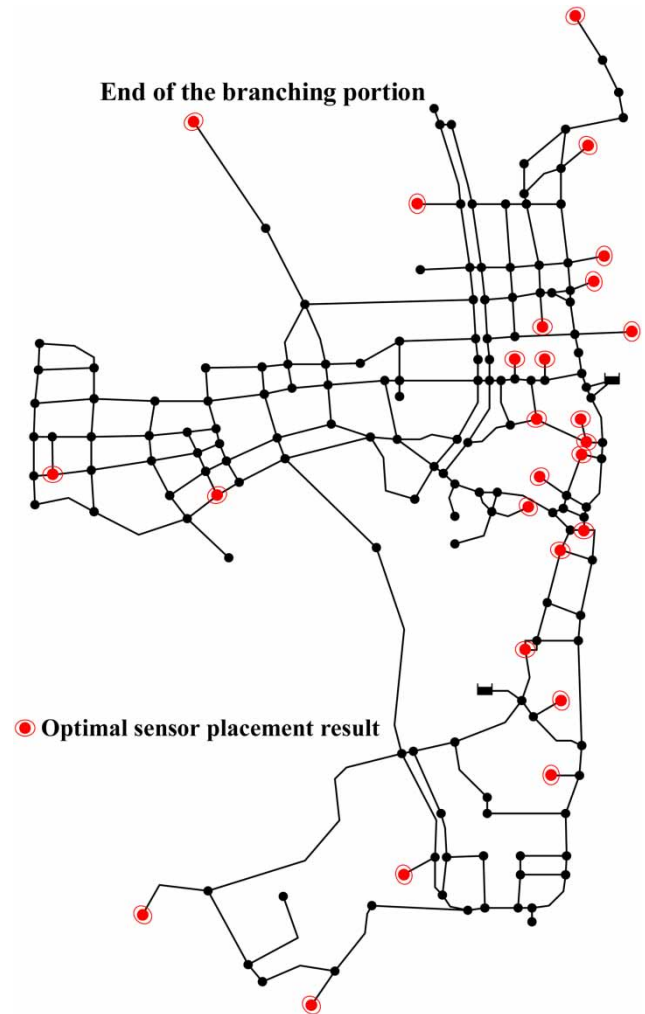 End of the branching portion
Optimal sensor placement result